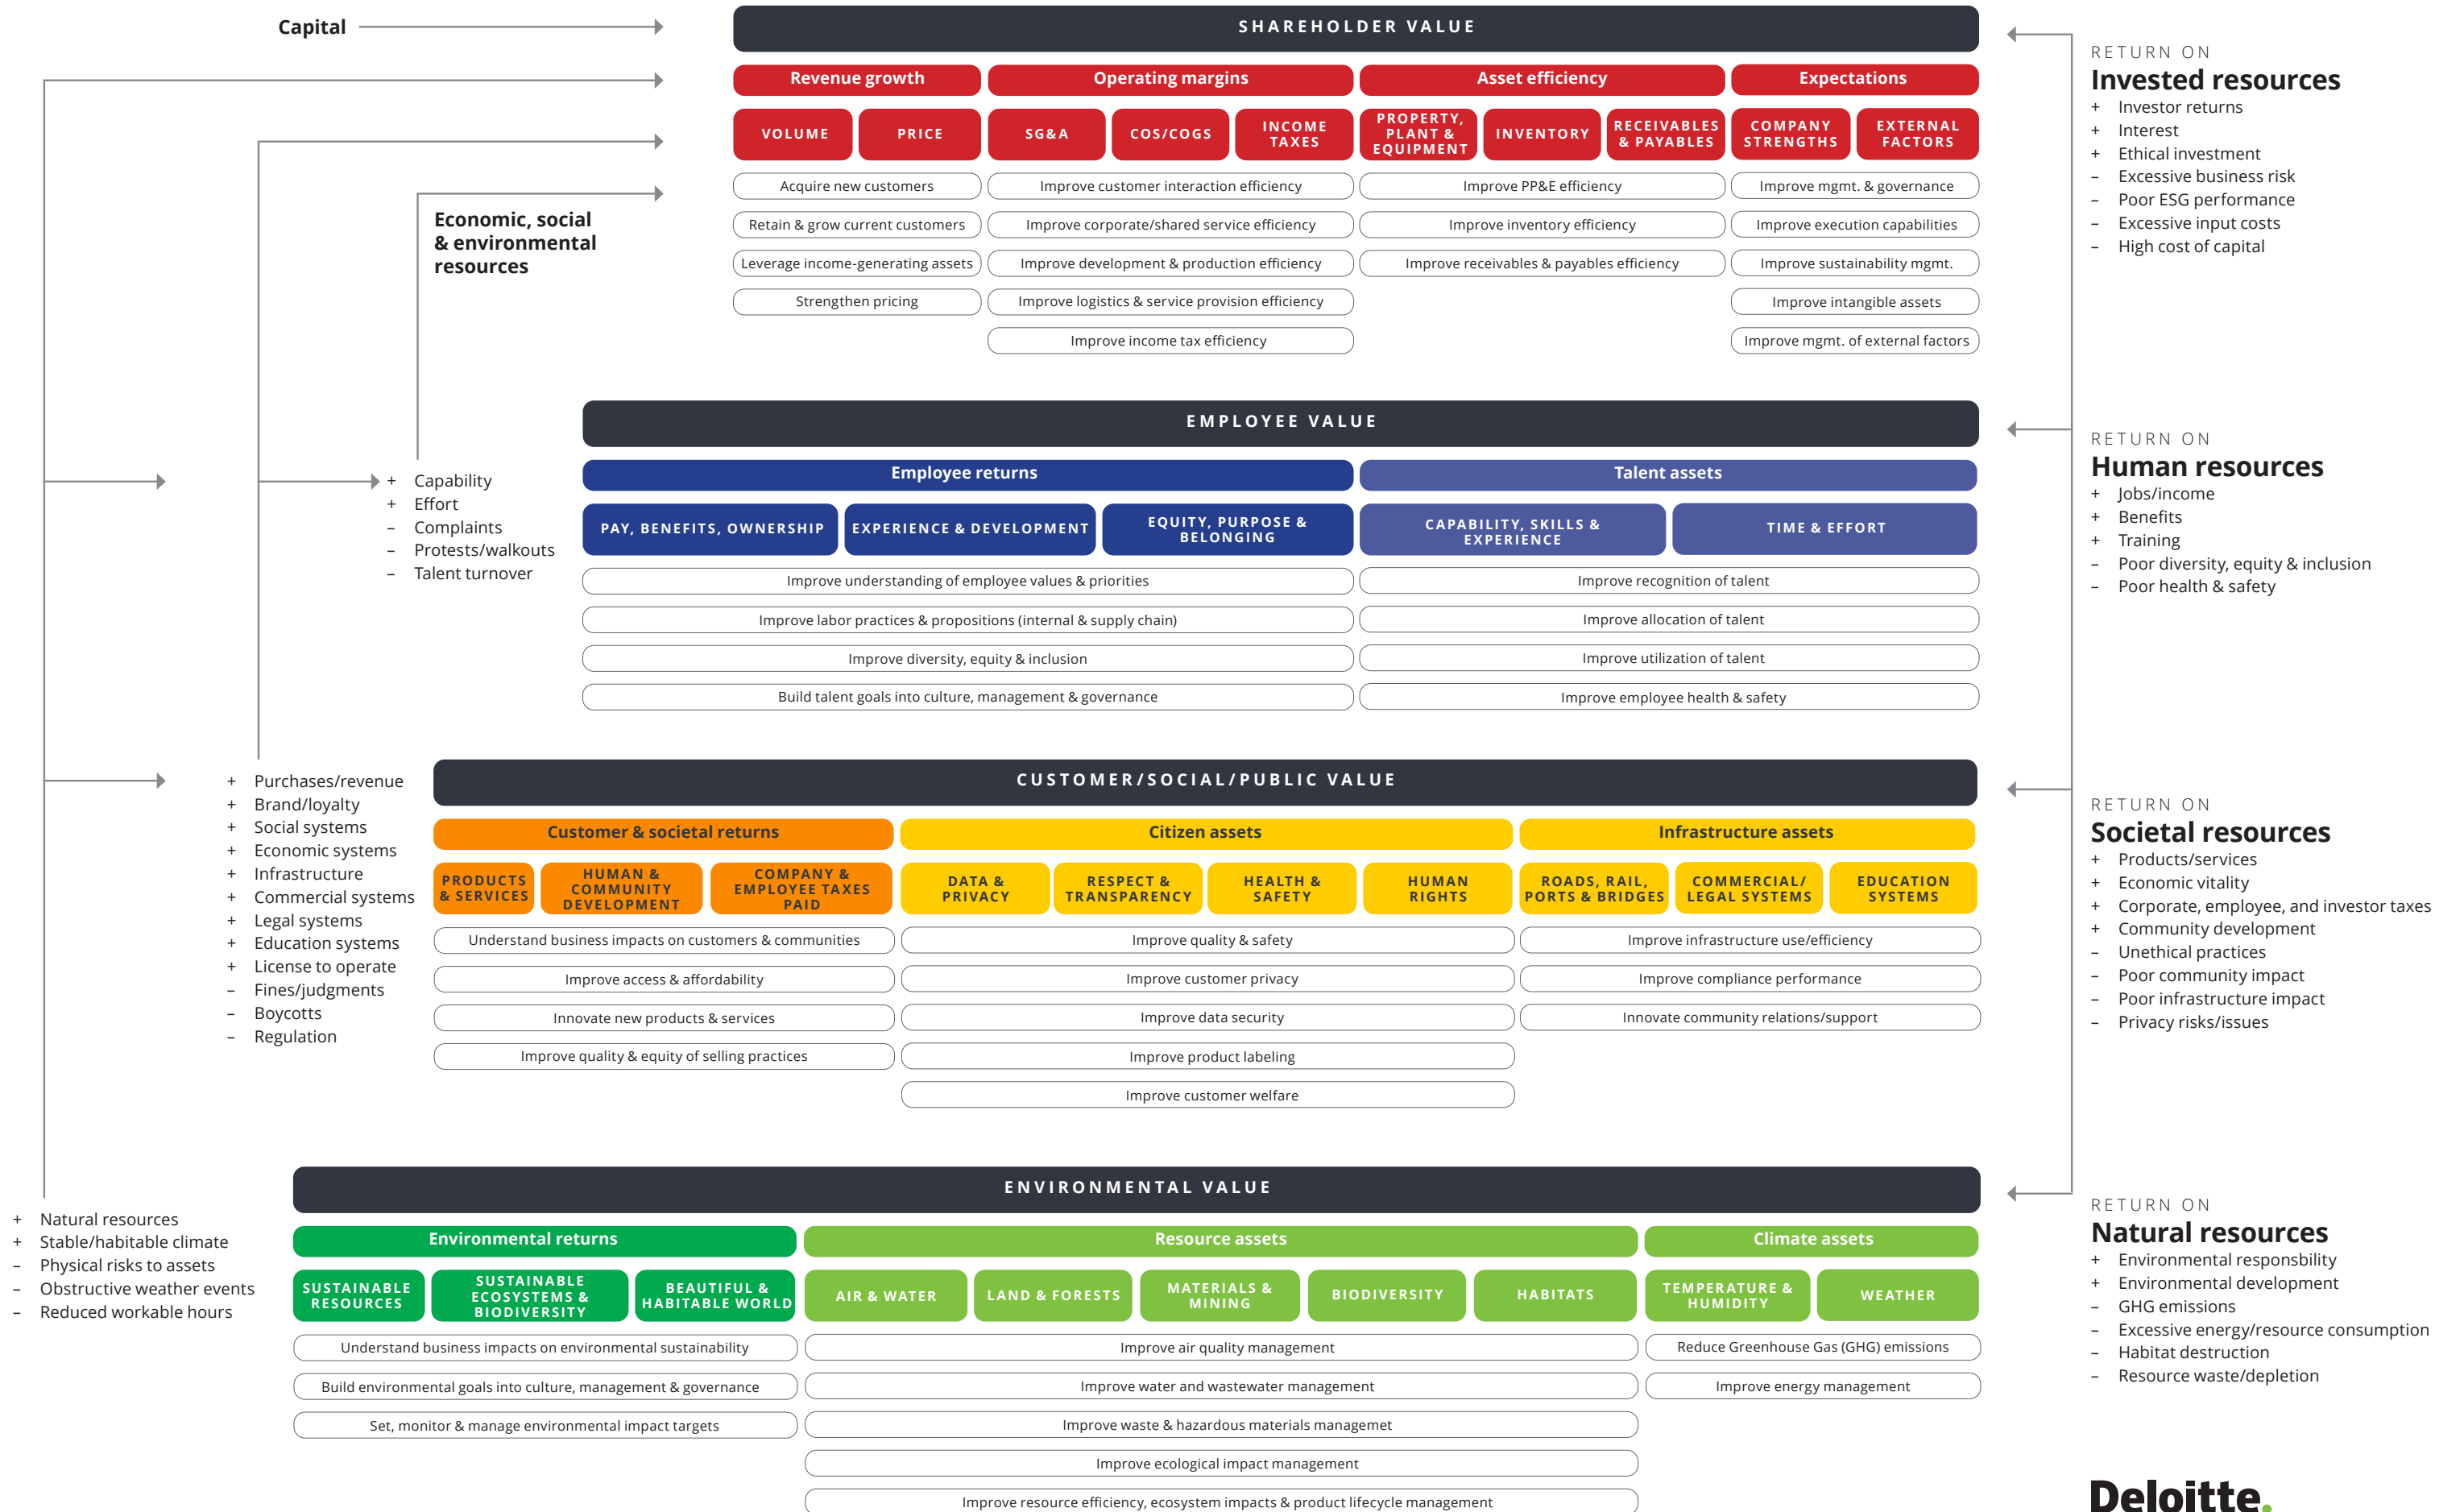 Capital
SHAREHOLDER VALUE
Revenue growth
Operating margins
Asset efficiency
Expectations
VOLUME
PRICE
SG&A
COS/COGS
INCOME
TAXES
PROPERTY,
PLANT &
EQUIPMENT
INVENTORY
RECEIVABLES
& PAYABLES
COMPANY
STRENGTHS
EXTERNAL
FACTORS
Acquire new customers
Retain & grow current customers
Leverage income-generating assets
Strengthen pricing
Improve customer interaction efficiency
Improve corporate/shared service efficiency
Improve development & production efficiency
Improve logistics & service provision efficiency
Improve income tax efficiency
Improve PP&E efficiency
Improve inventory efficiency
Improve receivables & payables efficiency
Improve mgmt. & governance
Improve execution capabilities
Improve sustainability mgmt.
Improve intangible assets
Improve mgmt. of external factors
RETURN ON
Invested resources
+ Investor returns
+ Interest
+ Ethical investment
– Excessive business risk
– Poor ESG performance
– Excessive input costs
– High cost of capital
Economic, social
& environmental
resources
+ Capability
+ Effort
– Complaints
– Protests/walkouts
– Talent turnover
EMPLOYEE VALUE
Employee returns
Talent assets
PAY, BENEFITS, OWNERSHIP
EXPERIENCE & DEVELOPMENT
EQUITY, PURPOSE &
BELONGING
CAPABILITY, SKILLS &
EXPERIENCE
TIME & EFFORT
Improve understanding of employee values & priorities
Improve labor practices & propositions (internal & supply chain)
Improve diversity, equity & inclusion
Build talent goals into culture, management & governance
Improve recognition of talent
Improve allocation of talent
Improve utilization of talent
Improve employee health & safety
RETURN ON
Human resources
+ Jobs/income
+ Benefits
+ Training
– Poor diversity, equity & inclusion
– Poor health & safety
+ Purchases/revenue
+ Brand/loyalty
+ Social systems
+ Economic systems
+ Infrastructure
+ Commercial systems
+ Legal systems
+ Education systems
+ License to operate
– Fines/judgments
– Boycotts
– Regulation
CUSTOMER/SOCIAL/PUBLIC VALUE
Customer & societal returns
Citizen assets
Infrastructure assets
PRODUCTS
& SERVICES
HUMAN &
COMMUNITY
DEVELOPMENT
COMPANY &
EMPLOYEE TAXES
PAID
DATA &
PRIVACY
RESPECT &
TRANSPARENCY
HEALTH &
SAFETY
HUMAN
RIGHTS
ROADS, RAIL,
PORTS & BRIDGES
COMMERCIAL/
LEGAL SYSTEMS
EDUCATION
SYSTEMS
Understand business impacts on customers & communities
Improve access & affordability
Innovate new products & services
Improve quality & equity of selling practices
Improve quality & safety
Improve customer privacy
Improve data security
Improve product labeling
Improve customer welfare
Improve infrastructure use/efficiency
Improve compliance performance
Innovate community relations/support
RETURN ON
Societal resources
+ Products/services
+ Economic vitality
+ Corporate, employee, and investor taxes
+ Community development
– Unethical practices
– Poor community impact
– Poor infrastructure impact
– Privacy risks/issues
+ Natural resources
+ Stable/habitable climate
– Physical risks to assets
– Obstructive weather events
– Reduced workable hours
ENVIRONMENTAL VALUE
Environmental returns
Resource assets
Climate assets
SUSTAINABLE
RESOURCES
SUSTAINABLE
ECOSYSTEMS &
BIODIVERSITY
BEAUTIFUL &
HABITABLE WORLD
AIR & WATER
LAND & FORESTS
MATERIALS &
MINING
BIODIVERSITY
HABITATS
TEMPERATURE &
HUMIDITY
WEATHER
Understand business impacts on environmental sustainability
Build environmental goals into culture, management & governance
Set, monitor & manage environmental impact targets
Improve air quality management
Improve water and wastewater management
Improve waste & hazardous materials managemet
Improve ecological impact management
Improve resource efficiency, ecosystem impacts & product lifecycle management
Reduce Greenhouse Gas (GHG) emissions
Improve energy management
RETURN ON
Natural resources
+ Environmental responsbility
+ Environmental development
– GHG emissions
– Excessive energy/resource consumption
– Habitat destruction
– Resource waste/depletion
Deloitte.